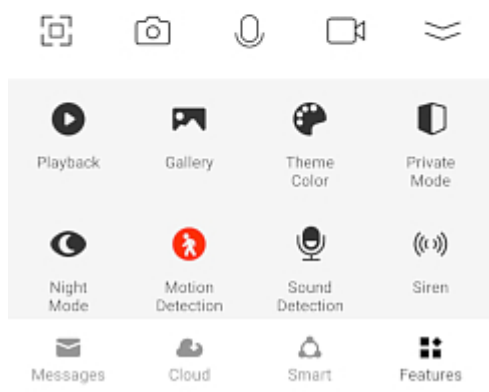 Playback
Gallery
Theme
Color
Private
Mode
Night
Mode
Motion
Detection
Sound
Detection
Siren
Messages
Cloud
Smart
Features